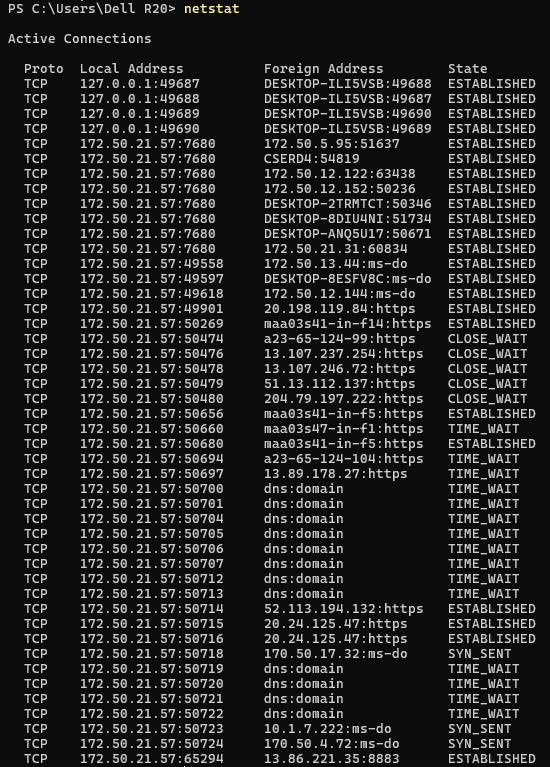 PS C:\Users\Dell R20> netstat
Active Connections
Proto Local Address Foreign Address State
TCP 127.0.0.1:49687 DESKTOP-ILI5VSB:49688 ESTABLISHED
TCP 127.0.0.1:49688 DESKTOP-ILI5VSB:49687 ESTABLISHED
TCP 127.0.0.1:49689 DESKTOP-ILI5VSB:49690 ESTABLISHED
TCP 127.0.0.1:49690 DESKTOP-ILI5VSB:49689 ESTABLISHED
TCP 172.50.21.57:7680 172.50.5.95:51637 ESTABLISHED
TCP 172.50.21.57:7680 CSERD4:54819 ESTABLISHED
TCP 172.50.21.57:7680 172.50.12.122:63438 ESTABLISHED
TCP 172.50.21.57:7680 172.50.12.152:50236 ESTABLISHED
TCP 172.50.21.57:7680 DESKTOP-2TRMTCT:50346 ESTABLISHED
TCP 172.50.21.57:7680 DESKTOP-8DIU4NI:51734 ESTABLISHED
TCP 172.50.21.57:7680 DESKTOP-ANQ5U17:50671 ESTABLISHED
TCP 172.50.21.57:7680 172.50.21.31:60834 ESTABLISHED
TCP 172.50.21.57:49558 172.50.13.44:ms-do ESTABLISHED
TCP 172.50.21.57:49597 DESKTOP-8ESFV8C:ms-do ESTABLISHED
TCP 172.50.21.57:49618 172.50.12.144:ms-do ESTABLISHED
TCP 172.50.21.57:49901 20.198.119.84:https ESTABLISHED
TCP 172.50.21.57:50269 maa03s41-in-f14:https ESTABLISHED
TCP 172.50.21.57:50474 a23-65-124-99:https CLOSE_WAIT
TCP 172.50.21.57:50476 13.107.237.254:https CLOSE_WAIT
TCP 172.50.21.57:50478 13.107.246.72:https CLOSE_WAIT
TCP 172.50.21.57:50479 51.13.112.137:https CLOSE_WAIT
TCP 172.50.21.57:50480 204.79.197.222:https CLOSE_WAIT
TCP 172.50.21.57:50656 maa03s41-in-f5:https ESTABLISHED
TCP 172.50.21.57:50660 maa03s47-in-f1:https TIME_WAIT
TCP 172.50.21.57:50680 maa03s41-in-f5:https ESTABLISHED
TCP 172.50.21.57:50694 a23-65-124-104:https TIME_WAIT
TCP 172.50.21.57:50697 13.89.178.27:https TIME_WAIT
TCP 172.50.21.57:50700 dns:domain TIME_WAIT
TCP 172.50.21.57:50701 dns:domain TIME_WAIT
TCP 172.50.21.57:50704 dns:domain TIME_WAIT
TCP 172.50.21.57:50705 dns:domain TIME_WAIT
TCP 172.50.21.57:50706 dns:domain TIME_WAIT
TCP 172.50.21.57:50707 dns:domain TIME_WAIT
TCP 172.50.21.57:50712 dns:domain TIME_WAIT
TCP 172.50.21.57:50713 dns:domain TIME_WAIT
TCP 172.50.21.57:50714 52.113.194.132:https ESTABLISHED
TCP 172.50.21.57:50715 20.24.125.47:https ESTABLISHED
TCP 172.50.21.57:50716 20.24.125.47:https ESTABLISHED
TCP 172.50.21.57:50718 170.50.17.32:ms-do SYN_SENT
TCP 172.50.21.57:50719 dns:domain TIME_WAIT
TCP 172.50.21.57:50720 dns:domain TIME_WAIT
TCP 172.50.21.57:50721 dns:domain TIME_WAIT
TCP 172.50.21.57:50722 dns:domain TIME_WAIT
TCP 172.50.21.57:50723 10.1.7.222:ms-do SYN_SENT
TCP 172.50.21.57:50724 170.50.4.72:ms-do SYN_SENT
TCP 172.50.21.57:65294 13.86.221.35:8883 ESTABLISHED